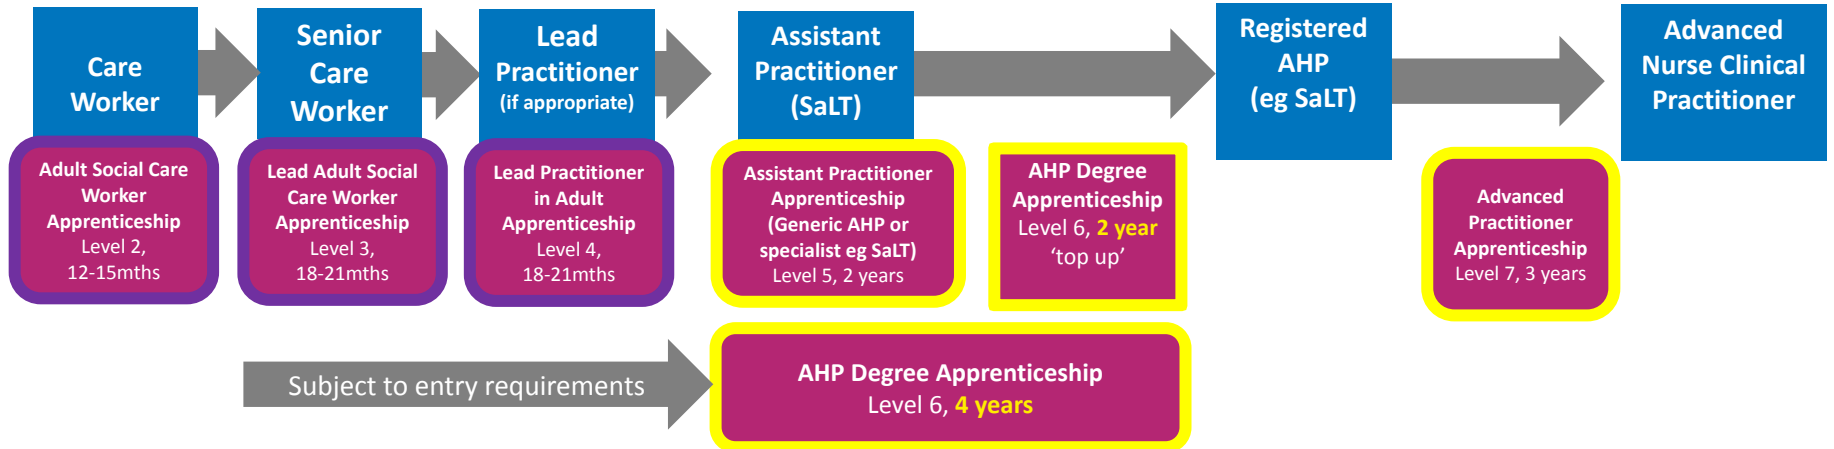 Care
Worker
Senior
Care
Worker
Lead
Practitioner
(if appropriate)
Assistant
Practitioner
(SaLT)
Registered
AHP
(eg SaLT)
Advanced
Nurse Clinical
Practitioner
Adult Social Care
Worker
Apprenticeship
Level 2,
12-15mths
Lead Adult Social
Care Worker
Apprenticeship
Level 3,
18-21mths
Lead Practitioner
in Adult
Apprenticeship
Level 4,
18-21mths
Assistant Practitioner
Apprenticeship
(Generic AHP or
specialist eg SaLT)
Level 5, 2 years
AHP Degree
Apprenticeship
Level 6, 2 year
‘top up’
Advanced
Practitioner
Apprenticeship
Level 7, 3 years
Subject to entry requirements
AHP Degree Apprenticeship
Level 6, 4 years